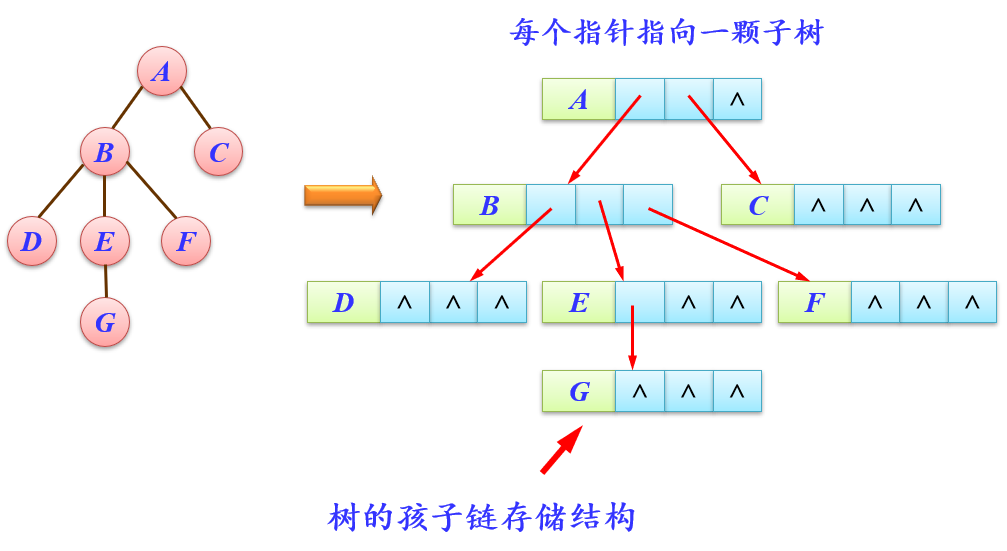 每个指针指向一颗子树
A
B
C
D
E
F
G
A ∧
B
C ∧ ∧ ∧
D ∧ ∧ ∧
E ∧ ∧
F ∧ ∧ ∧
G ∧ ∧ ∧
树的孩子链存储结构